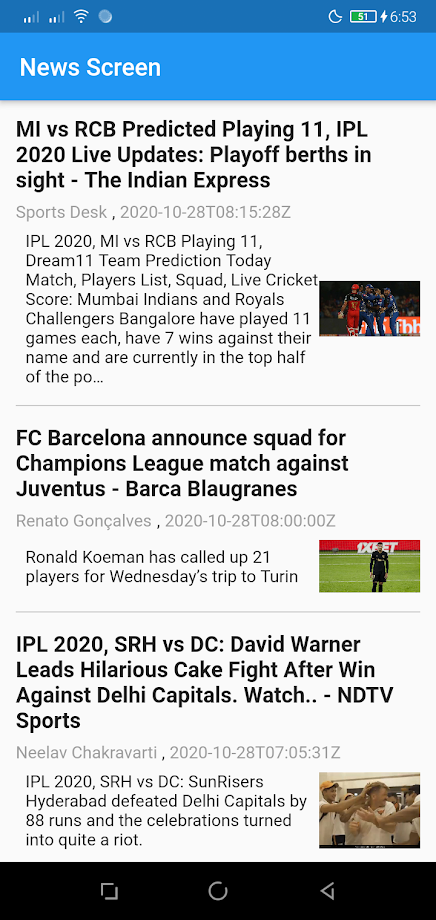 51 6:53
News Screen
MI vs RCB Predicted Playing 11, IPL
2020 Live Updates: Playoff berths in
sight - The Indian Express
Sports Desk , 2020-10-28T08:15:28Z
IPL 2020, MI vs RCB Playing 11,
Dream11 Team Prediction Today
Match, Players List, Squad, Live Cricket
Score: Mumbai Indians and Royals
Challengers Bangalore have played 11
games each, have 7 wins against their
name and are currently in the top half
of the po…
FC Barcelona announce squad for
Champions League match against
Juventus - Barca Blaugranes
Renato Gonçalves , 2020-10-28T08:00:00Z
1XBET
Ronald Koeman has called up 21
players for Wednesday’s trip to Turin
IPL 2020, SRH vs DC: David Warner
Leads Hilarious Cake Fight After Win
Against Delhi Capitals. Watch.. - NDTV
Sports
Neelav Chakravarti , 2020-10-28T07:05:31Z
IPL 2020, SRH vs DC: SunRisers
Hyderabad defeated Delhi Capitals by
88 runs and the celebrations turned
into quite a riot.